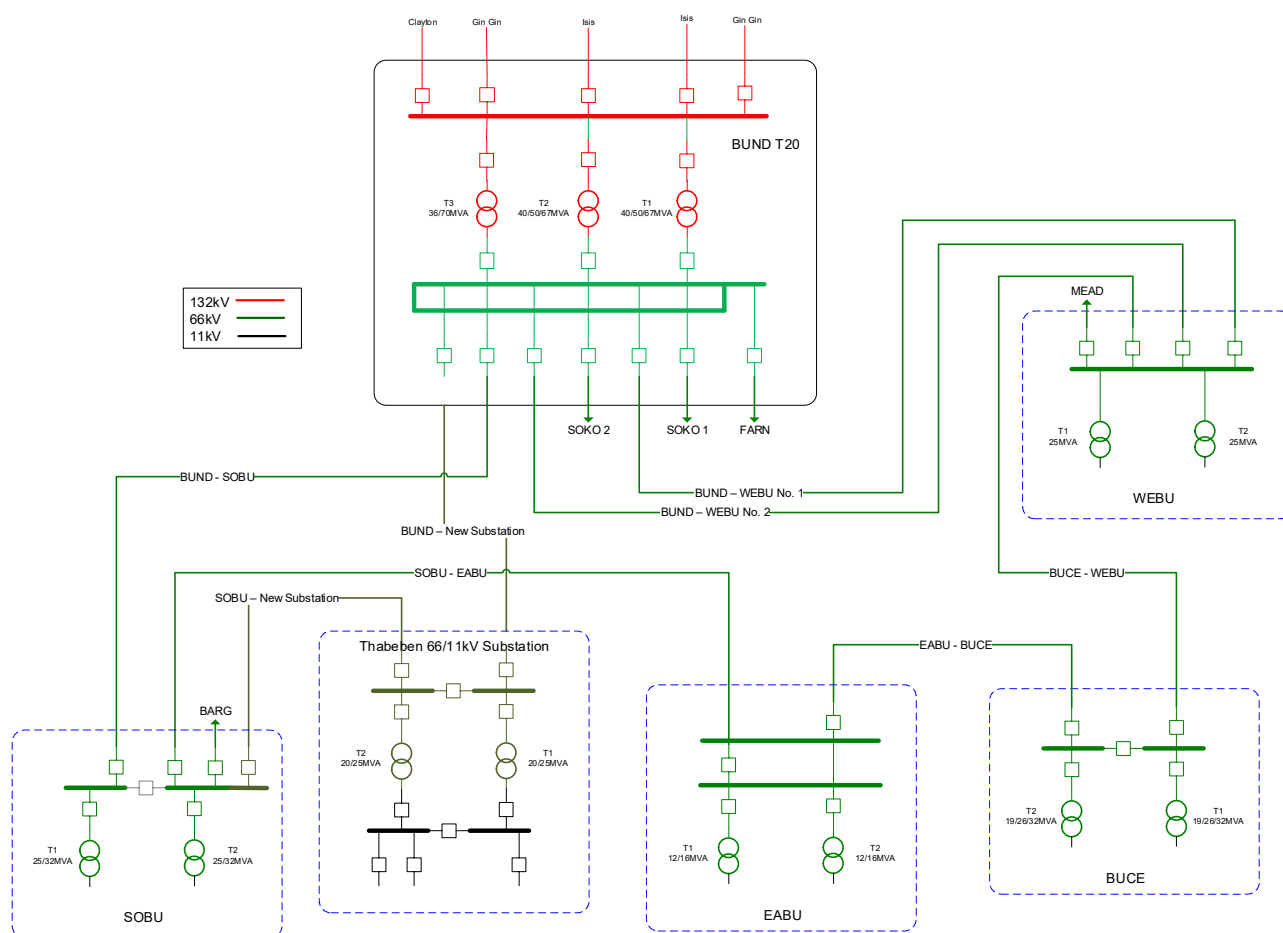 Clayton
Gin Gin
Isis
Isis
Gin Gin
BUND T20
T3
36/70MVA
T2
40/50/67MVA
T1
40/50/67MVA
132kV
66kV
11kV
MEAD
SOKO 2
SOKO 1
FARN
T1
25MVA
T2
25MVA
WEBU
BUND - SOBU
BUND – WEBU No. 1
BUND – WEBU No. 2
BUND – New Substation
SOBU - EABU
BUCE - WEBU
SOBU – New Substation
Thabeben 66/11kV Substation
EABU - BUCE
BARG
T2
20/25MVA
T1
20/25MVA
T2
19/26/32MVA
T1
19/26/32MVA
T1
25/32MVA
T2
25/32MVA
T1
12/16MVA
T2
12/16MVA
BUCE
SOBU
EABU